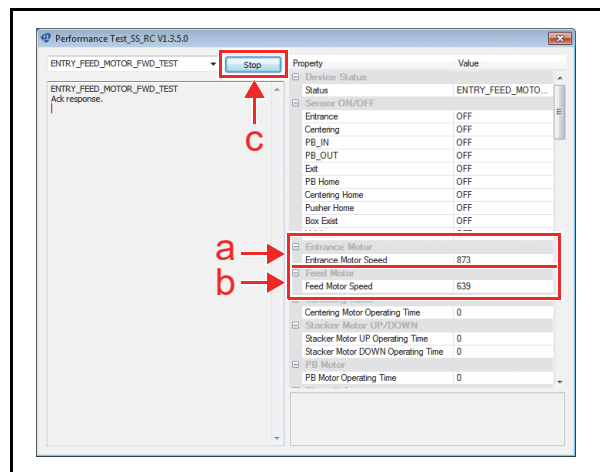 Performance Test_SS_RC V1.3.5.0
ENTRY_FEED_MOTOR_FWD_TEST
Stop
ENTRY_FEED_MOTOR_FWD_TEST
Ack response.
c
Property Value
Device Status
Status ENTRY_FEED_MOTO...
Sensor ON/OFF
Entrance OFF
Centering OFF
PB_IN OFF
PB_OUT OFF
Exit OFF
PB Home OFF
Centering Home OFF
Pusher Home OFF
Box Exist OFF
a
Entrance Motor
Entrance Motor Speed 873
b
Feed Motor
Feed Motor Speed 639
Centering Motor Operating Time 0
Stacker Motor UP/DOWN
Stacker Motor UP Operating Time 0
Stacker Motor DOWN Operating Time 0
PB Motor
PB Motor Operating Time 0